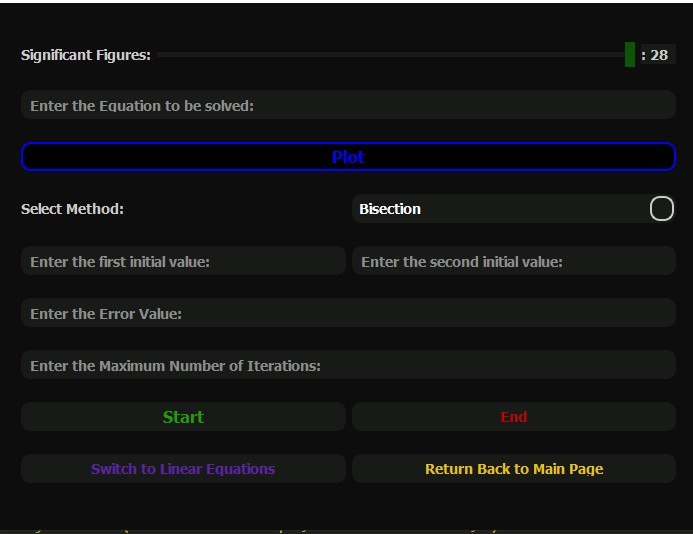 Significant Figures: : 28
Enter the Equation to be solved:
Plot
Select Method: Bisection
Enter the first initial value: Enter the second initial value:
Enter the Error Value:
Enter the Maximum Number of Iterations:
Start End
Switch to Linear Equations Return Back to Main Page